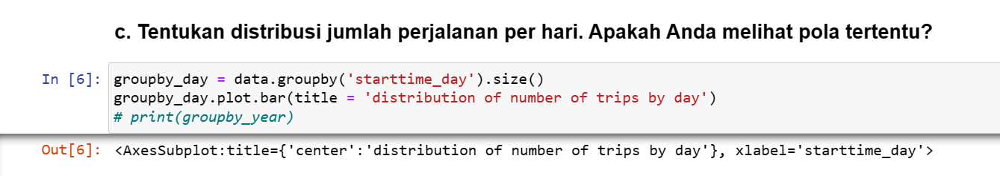 c. Tentukan distribusi jumlah perjalanan per hari. Apakah Anda melihat pola tertentu?
In [6]: groupby_day = data.groupby('starttime_day').size()
groupby_day.plot.bar(title = 'distribution of number of trips by day')
# print(groupby_year)
Out[6]: <AxesSubplot:title={'center':'distribution of number of trips by day'}, xlabel='starttime_day'>